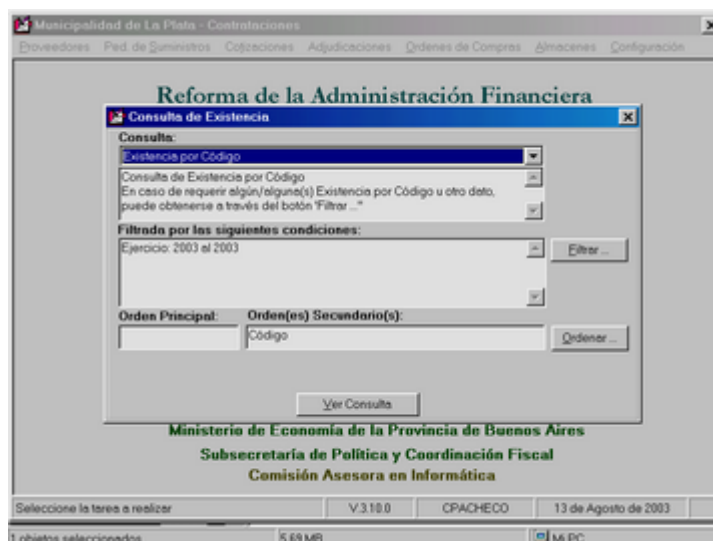 Municipalidad de La Plata - Contrataciones
Proveedores Ped. de Suministros Cotizaciones Adjudicaciones Ordenes de Compras Almacenes Configuración
Reforma de la Administración Financiera
Consulta de Existencia
Consulta:
Existencia por Código
Consulta de Existencia por Código
En caso de requerir algún/alguna(s) Existencia por Código u otro dato,
puede obtenerse a través del botón "Filtrar ..."
Filtrada por las siguientes condiciones:
Ejercicio: 2003 al 2003
Filtrar ...
Orden Principal: Orden(es) Secundario(s):
Código
Ordenar ...
Ver Consulta
Ministerio de Economía de la Provincia de Buenos Aires
Subsecretaría de Política y Coordinación Fiscal
Comisión Asesora en Informática
Seleccione la tarea a realizar V.3.10.0 CPACHECO 13 de Agosto de 2003
1 objetos seleccionados 5,69 MB Mi PC